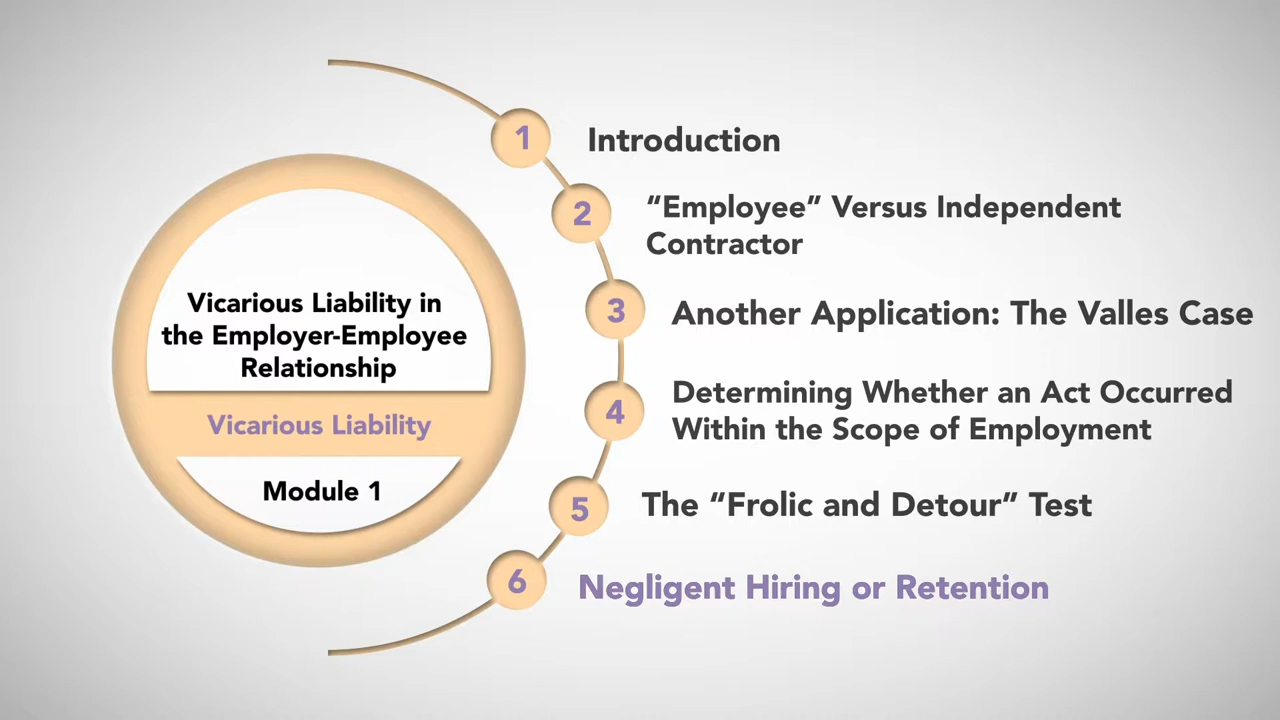 Vicarious Liability in
the Employer-Employee
Relationship
Vicarious Liability
Module 1
1
Introduction
2
“Employee” Versus Independent
Contractor
3
Another Application: The Valles Case
4
Determining Whether an Act Occurred
Within the Scope of Employment
5
The “Frolic and Detour” Test
6
Negligent Hiring or Retention